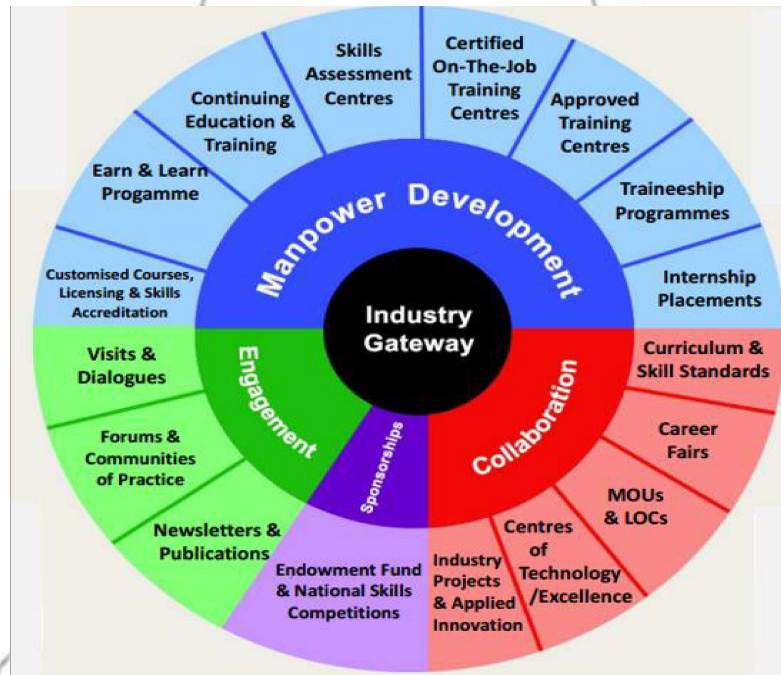 Industry
Gateway
Manpower Development
Customised Courses,
Licensing & Skills
Accreditation
Earn & Learn
Progamme
Continuing
Education &
Training
Skills
Assessment
Centres
Certified
On-The-Job
Training
Centres
Approved
Training
Centres
Traineeship
Programmes
Internship
Placements
Collaboration
Curriculum &
Skill Standards
Career
Fairs
MOUs
& LOCs
Centres
of
Technology
/Excellence
Industry
Projects
& Applied
Innovation
Sponsorships
Endowment Fund
& National Skills
Competitions
Engagement
Newsletters &
Publications
Forums &
Communities
of Practice
Visits &
Dialogues